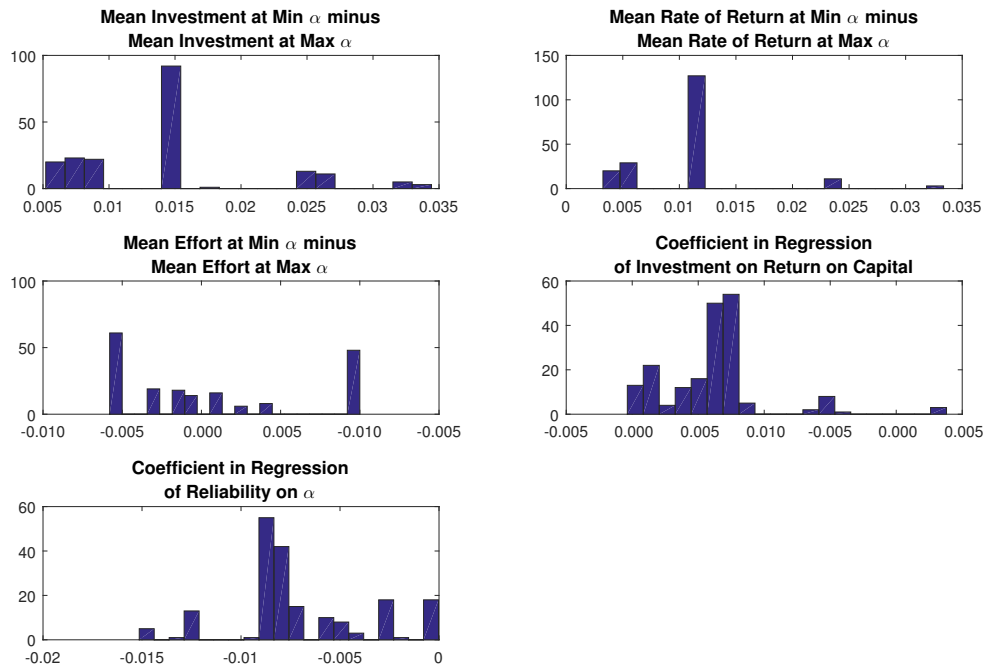 Mean Investment at Min α minus
Mean Investment at Max α
100
50
0
0.005 0.01 0.015 0.02 0.025 0.03 0.035
Mean Rate of Return at Min α minus
Mean Rate of Return at Max α
150
100
50
0
0 0.005 0.01 0.015 0.02 0.025 0.03 0.035
Mean Effort at Min α minus
Mean Effort at Max α
100
50
0
-0.010 -0.005 0.000 -0.010 -0.005
Coefficient in Regression
of Investment on Return on Capital
60
40
20
0
-0.005 0.000 0.005 0.010 -0.005 0.000 0.005
Coefficient in Regression
of Reliability on α
60
40
20
0
-0.02 -0.015 -0.01 -0.005 0